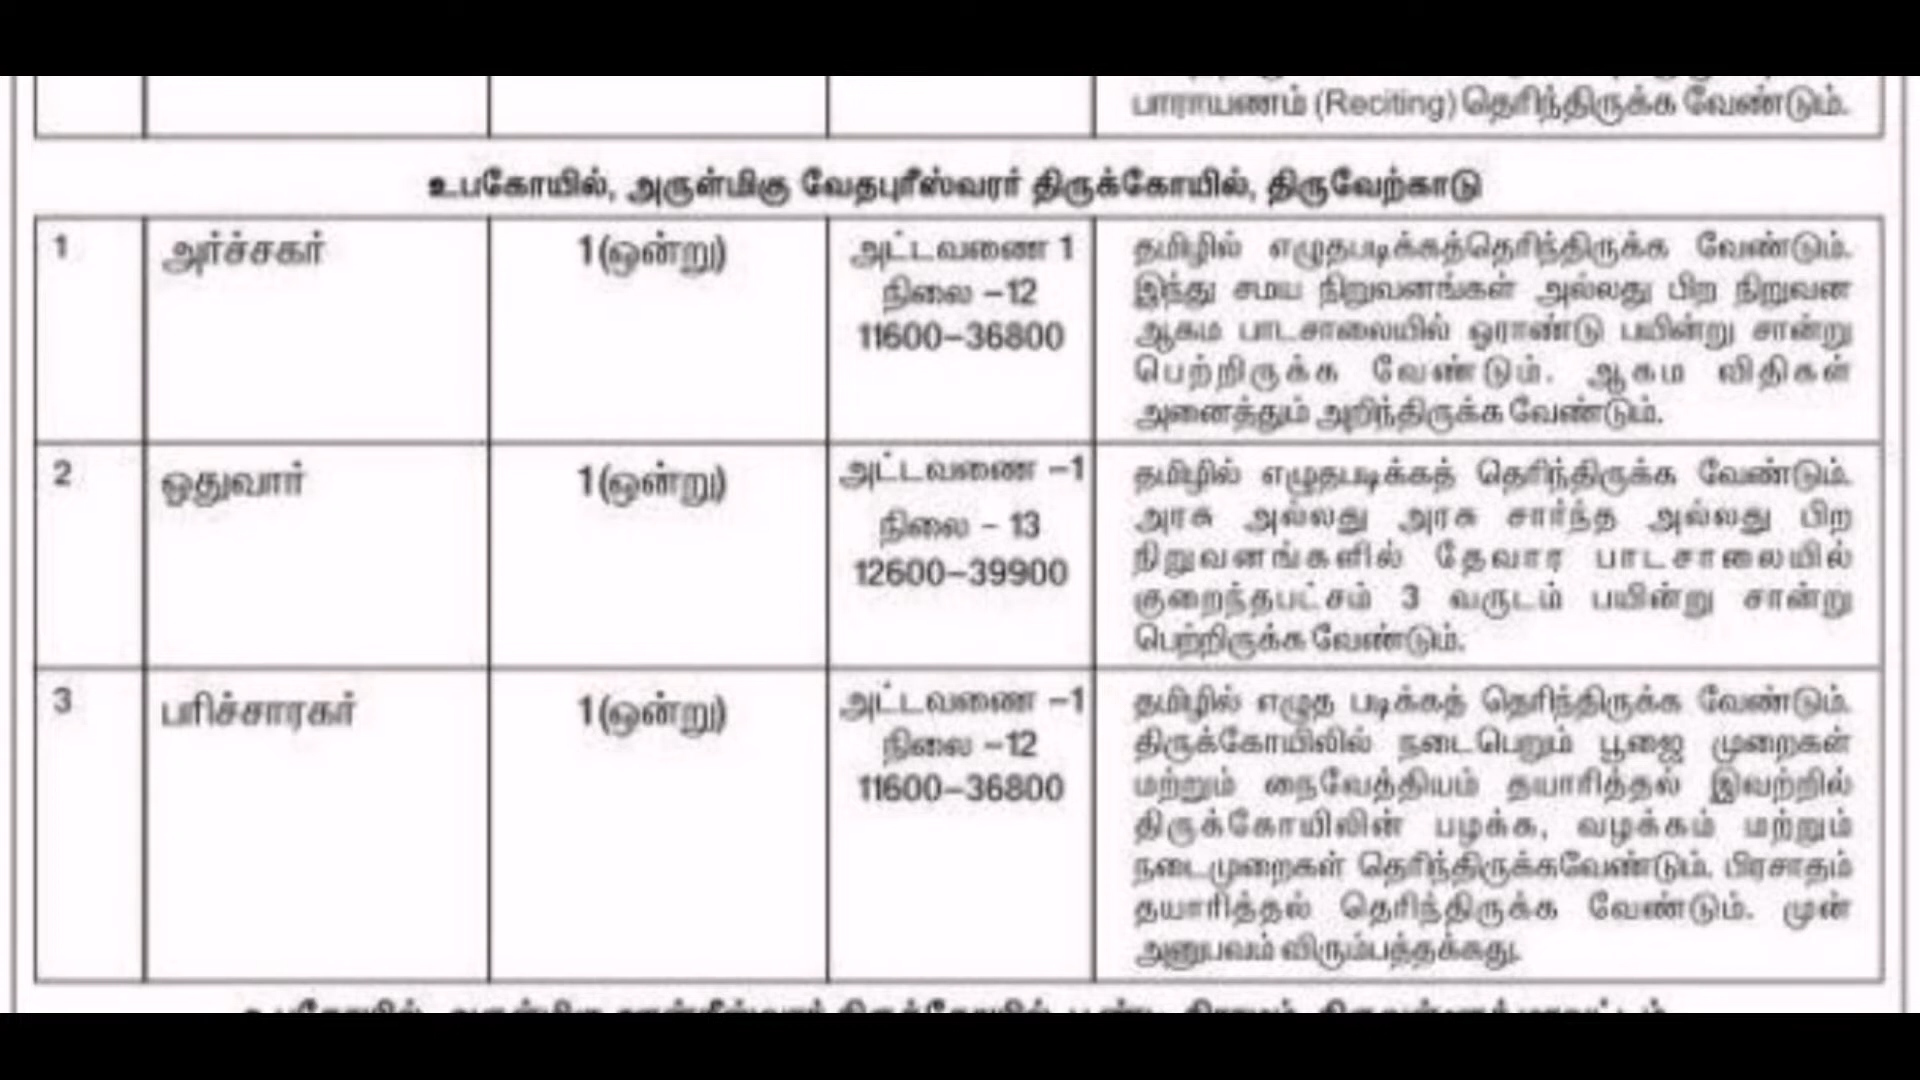 பாராயணம் (Reciting) தெரிந்திருக்க வேண்டும்.
உபகோயில், அருள்மிகு வேதபுரீஸ்வரர் திருக்கோயில், திருவேற்காடு
1
அர்ச்சகர்
1(ஒன்று)
அட்டவணை 1
நிலை –12
11600–36800
தமிழில் எழுதபடிக்கத்தெரிந்திருக்க வேண்டும்.
இந்து சமய நிறுவனங்கள் அல்லது பிற நிறுவன
ஆகம பாடசாலையில் ஓராண்டு பயின்று சான்று
பெற்றிருக்க வேண்டும். ஆகம விதிகள்
அனைத்தும் அறிந்திருக்க வேண்டும்.
2
ஓதுவார்
1(ஒன்று)
அட்டவணை –1
நிலை - 13
12600–39900
தமிழில் எழுதபடிக்கத் தெரிந்திருக்க வேண்டும்.
அரசு அல்லது அரசு சார்ந்த அல்லது பிற
நிறுவனங்களில் தேவார பாடசாலையில்
குறைந்தபட்சம் 3 வருடம் பயின்று சான்று
பெற்றிருக்க வேண்டும்.
3
பரிச்சாரகர்
1(ஒன்று)
அட்டவணை –1
நிலை –12
11600–36800
தமிழில் எழுத படிக்கத் தெரிந்திருக்க வேண்டும்.
திருக்கோயிலில் நடைபெறும் பூஜை முறைகள்
மற்றும் நைவேத்தியம் தயாரித்தல் இவற்றில்
திருக்கோயிலின் பழக்க, வழக்கம் மற்றும்
நடைமுறைகள் தெரிந்திருக்கவேண்டும். பிரசாதம்
தயாரித்தல் தெரிந்திருக்க வேண்டும். முன்
அனுபவம் விரும்பத்தக்கது.